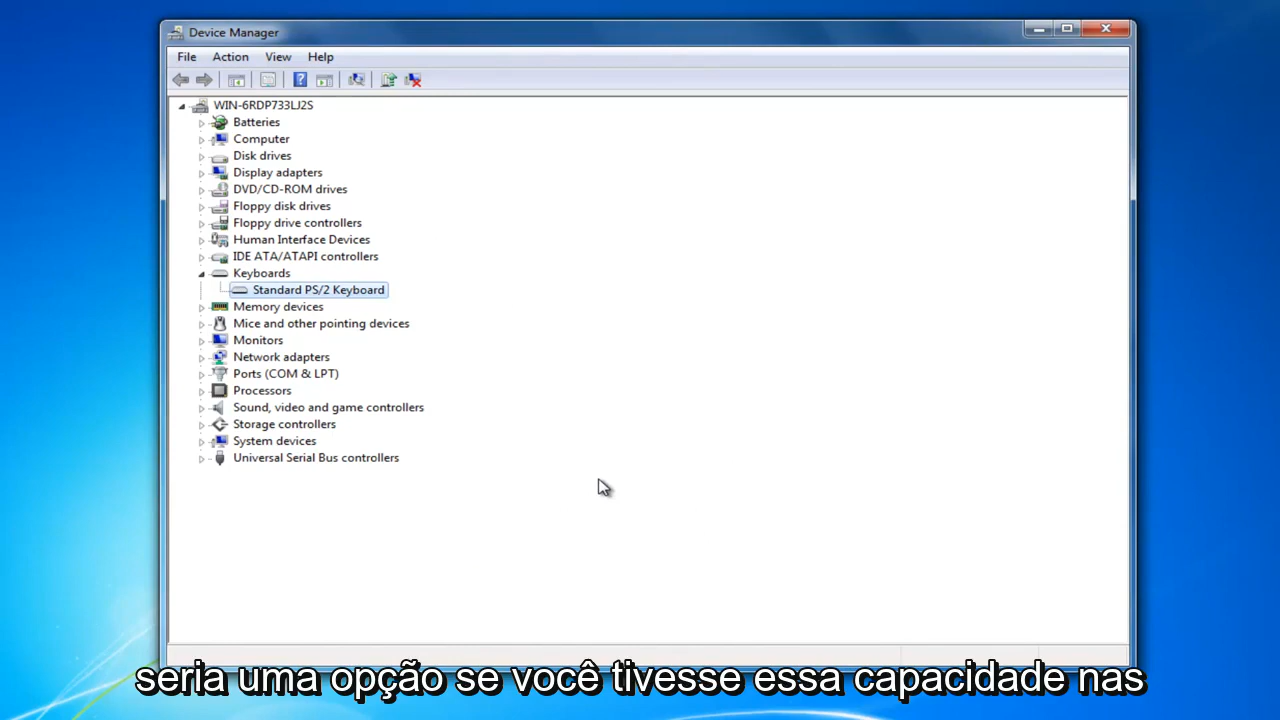 Device Manager
File Action View Help
WIN-6RDP733LJ2S
Batteries
Computer
Disk drives
Display adapters
DVD/CD-ROM drives
Floppy disk drives
Floppy drive controllers
Human Interface Devices
IDE ATA/ATAPI controllers
Keyboards
Standard PS/2 Keyboard
Memory devices
Mice and other pointing devices
Monitors
Network adapters
Ports (COM & LPT)
Processors
Sound, video and game controllers
Storage controllers
System devices
Universal Serial Bus controllers
seria uma opção se você tivesse essa capacidade nas